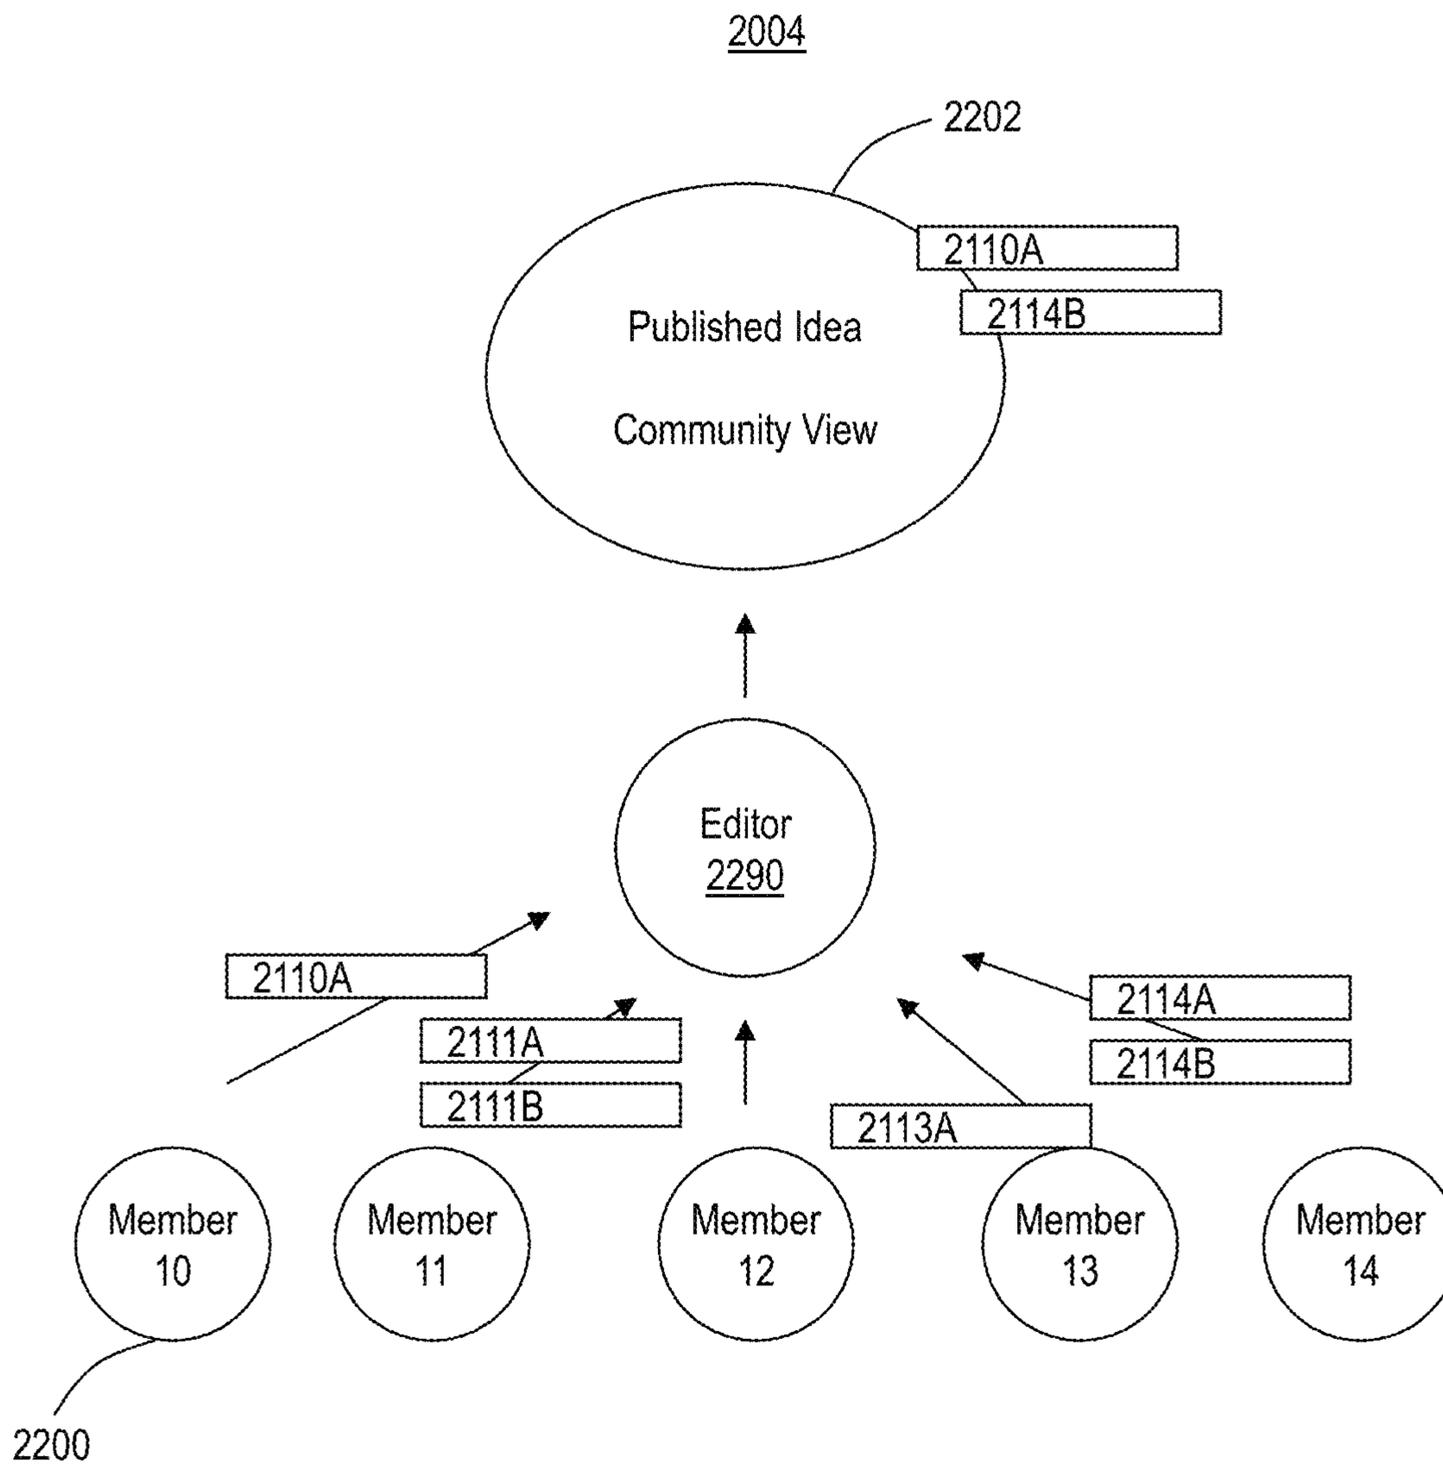 2004
2202
2110A
2114B
Published Idea
Community View
Editor
2290
2110A
2111A
2111B
2113A
2114A
2114B
Member
10
Member
11
Member
12
Member
13
Member
14
2200